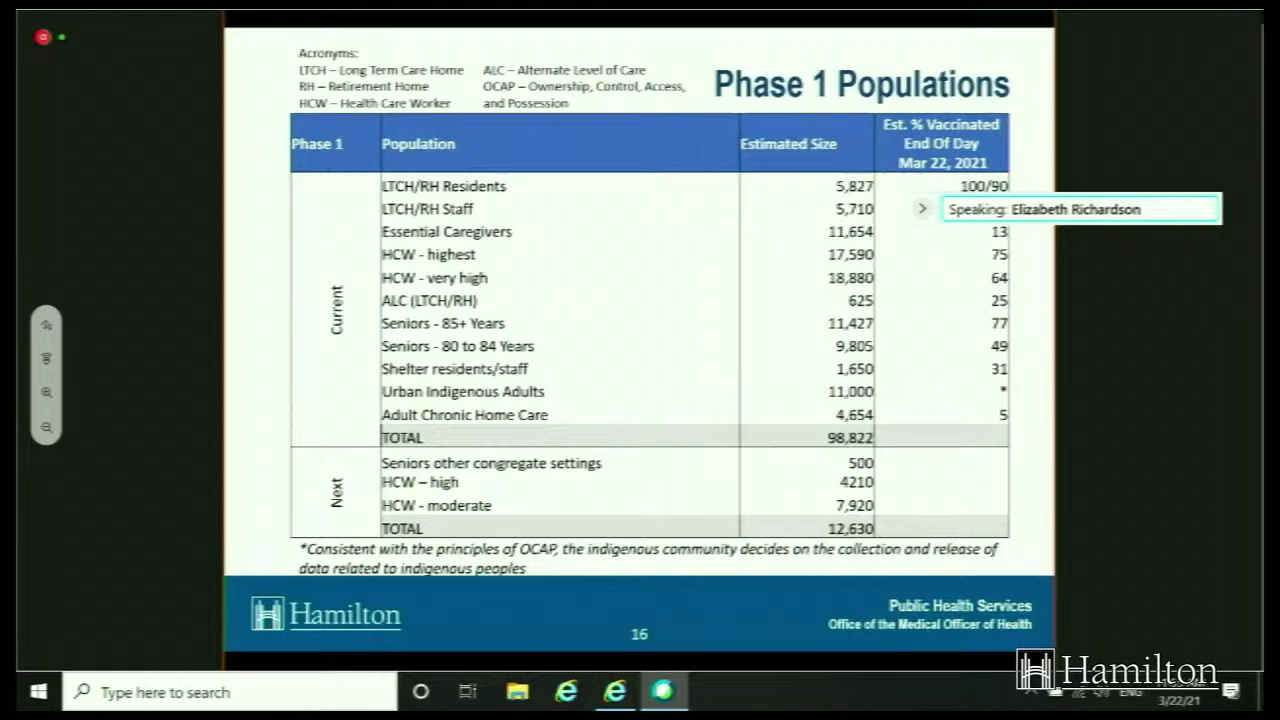 Acronyms:
LTCH – Long Term Care Home ALC – Alternate Level of Care
RH – Retirement Home OCAP – Ownership, Control, Access,
HCW – Health Care Worker and Possession
Phase 1 Populations
Phase 1 Population Estimated Size Est. % Vaccinated
End Of Day
Mar 22, 2021
Current
LTCH/RH Residents 5,827 100/90
LTCH/RH Staff 5,710
Speaking: Elizabeth Richardson
Essential Caregivers 11,654 13
HCW - highest 17,590 75
HCW - very high 18,880 64
ALC (LTCH/RH) 625 25
Seniors - 85+ Years 11,427 77
Seniors - 80 to 84 Years 9,805 49
Shelter residents/staff 1,650 31
Urban Indigenous Adults 11,000 *
Adult Chronic Home Care 4,654 5
TOTAL 98,822
Next
Seniors other congregate settings 500
HCW – high 4210
HCW - moderate 7,920
TOTAL 12,630
*Consistent with the principles of OCAP, the indigenous community decides on the collection and release of
data related to indigenous peoples
Hamilton
Public Health Services
Office of the Medical Officer of Health
16
Hamilton
Type here to search
ENG
3/22/21